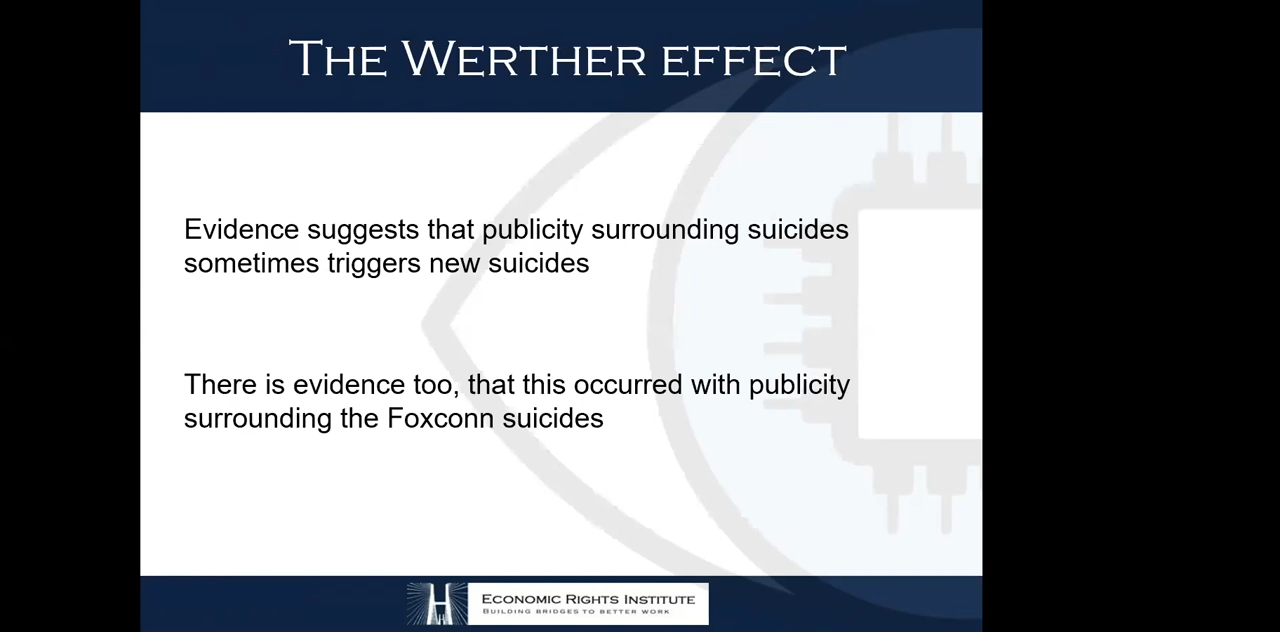 THE WERTHER EFFECT
Evidence suggests that publicity surrounding suicides
sometimes triggers new suicides
There is evidence too, that this occurred with publicity
surrounding the Foxconn suicides
H
ECONOMIC RIGHTS INSTITUTE
BUILDING BRIDGES TO BETTER WORK